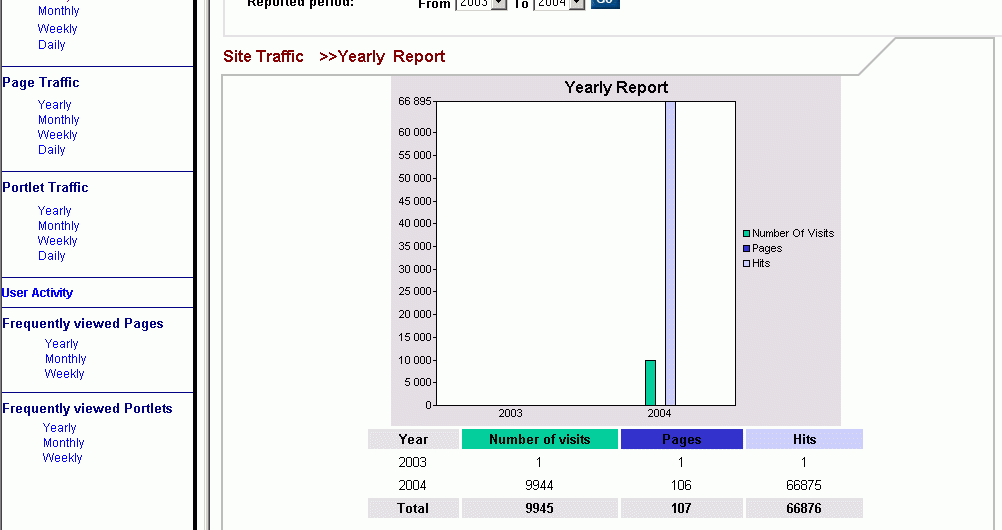 Monthly
Weekly
Daily
Page Traffic
Yearly
Monthly
Weekly
Daily
Portlet Traffic
Yearly
Monthly
Weekly
Daily
User Activity
Frequently viewed Pages
Yearly
Monthly
Weekly
Frequently viewed Portlets
Yearly
Monthly
Weekly
Reported period: From 2003 To 2004 Go
Site Traffic >>Yearly Report
Yearly Report
66 895
60 000
55 000
50 000
45 000
40 000
35 000
30 000
25 000
20 000
15 000
10 000
5 000
0
2003 2004
Number Of Visits
Pages
Hits
Year Number of visits Pages Hits
2003 1 1 1
2004 9944 106 66875
Total 9945 107 66876